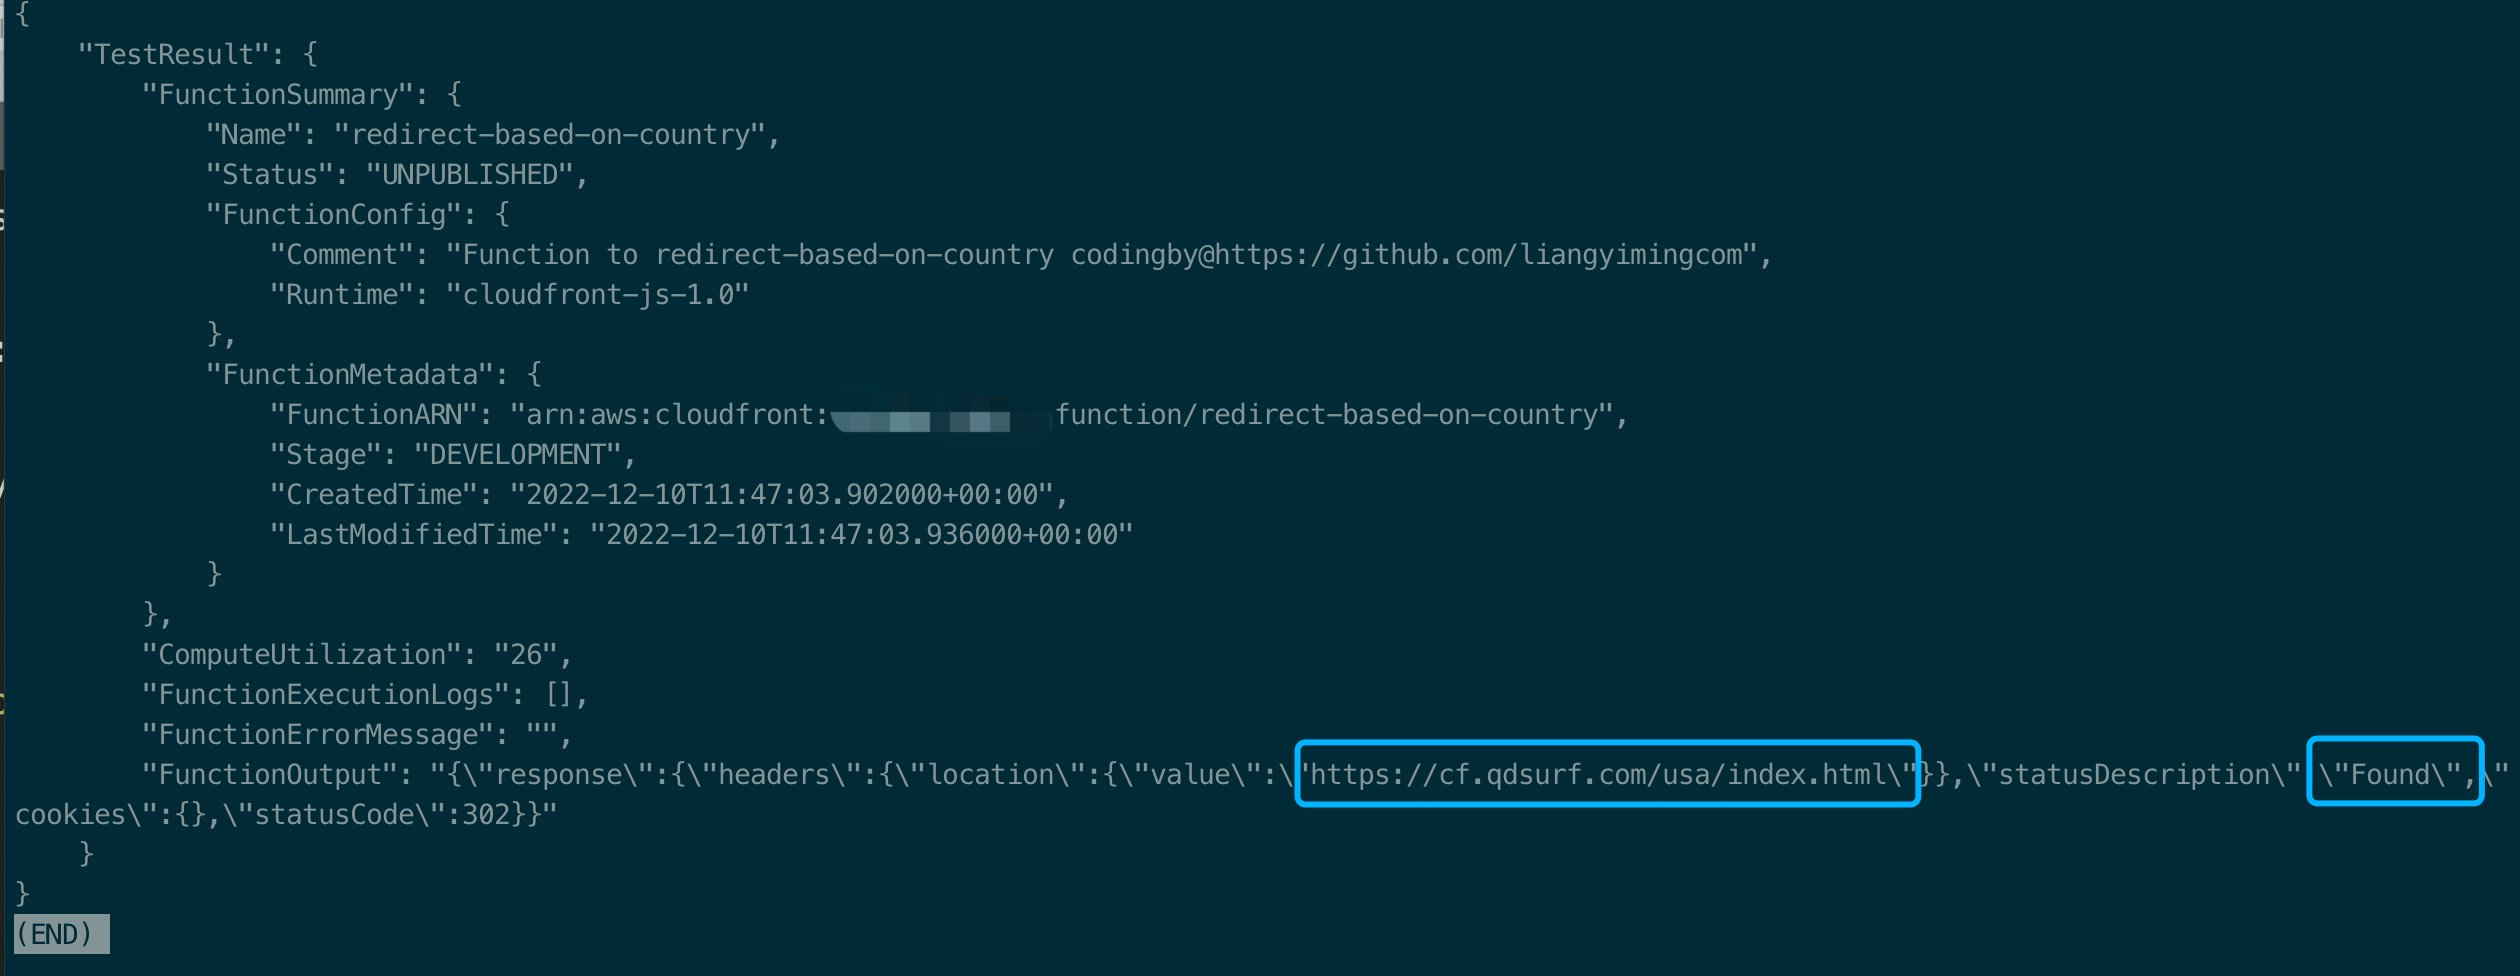 {
    "TestResult": {
        "FunctionSummary": {
            "Name": "redirect-based-on-country",
            "Status": "UNPUBLISHED",
            "FunctionConfig": {
                "Comment": "Function to redirect-based-on-country codingby@https://github.com/liangyimingcom",
                "Runtime": "cloudfront-js-1.0"
            },
            "FunctionMetadata": {
                "FunctionARN": "arn:aws:cloudfront: function/redirect-based-on-country",
                "Stage": "DEVELOPMENT",
                "CreatedTime": "2022-12-10T11:47:03.902000+00:00",
                "LastModifiedTime": "2022-12-10T11:47:03.936000+00:00"
            }
        },
        "ComputeUtilization": "26",
        "FunctionExecutionLogs": [],
        "FunctionErrorMessage": "",
        "FunctionOutput": "{\"response\":{\"headers\":{\"location\":{\"value\":\"https://cf.qdsurf.com/usa/index.html\"}},\"statusDescription\" \"Found\",\"
cookies\":{},\"statusCode\":302}}"
    }
}
(END)